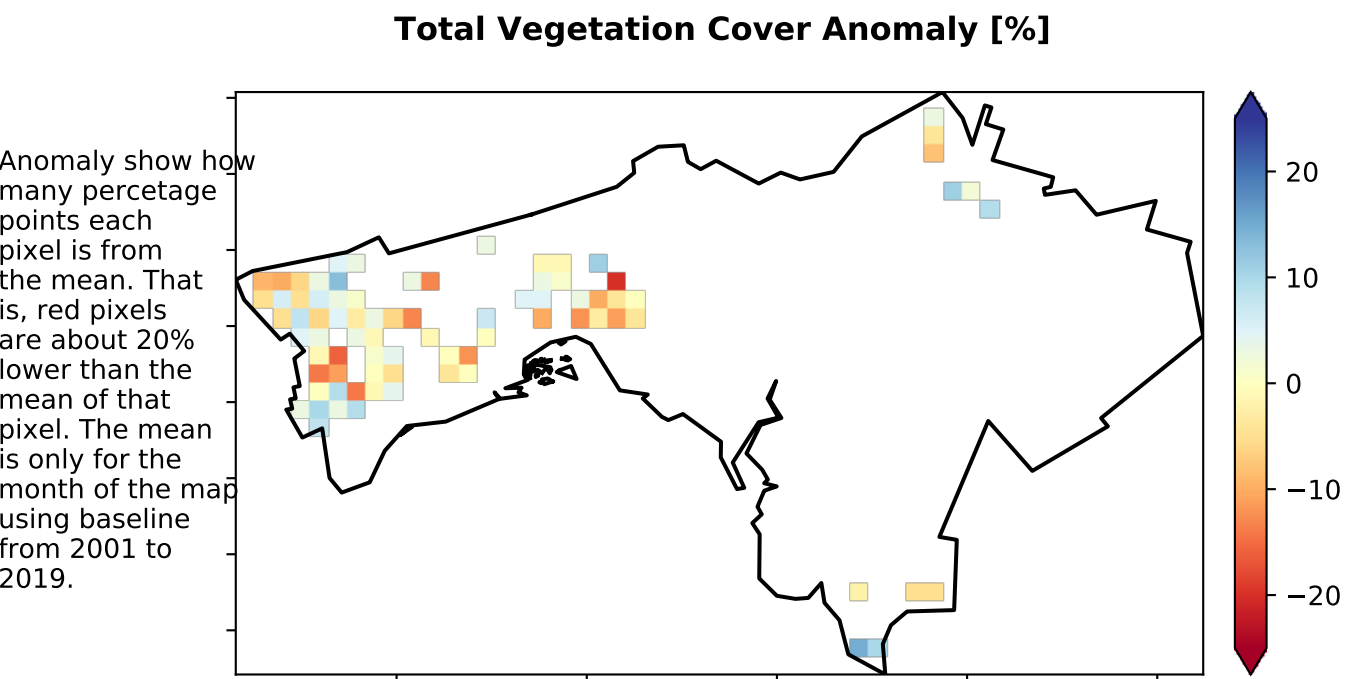 Total Vegetation Cover Anomaly [%]
Anomaly show how
many percetage
points each
pixel is from
the mean. That
is, red pixels
are about 20%
lower than the
mean of that
pixel. The mean
is only for the
month of the map
using baseline
from 2001 to
2019.
20
10
0
−10
−20